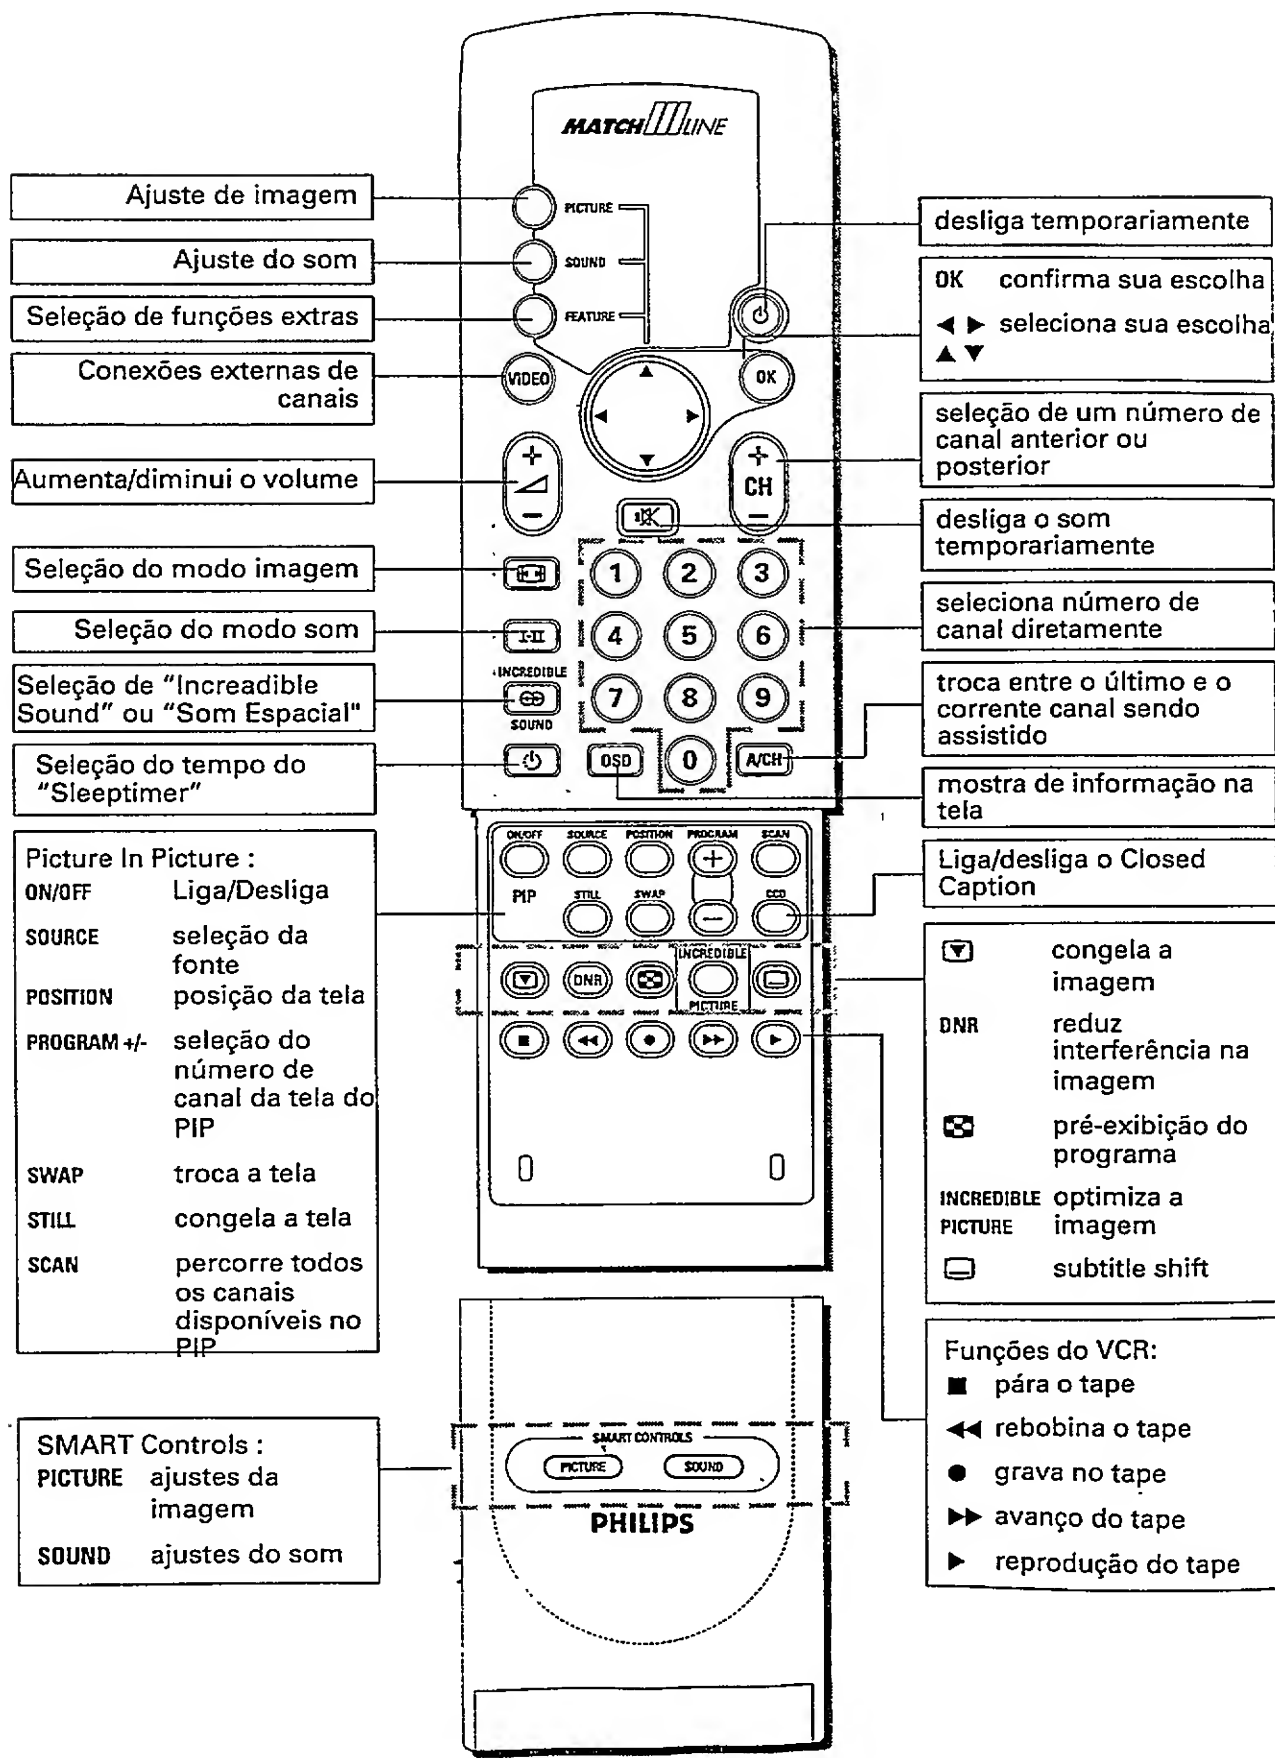 MATCH LINE
Ajuste de imagem
Ajuste do som
Seleção de funções extras
Conexões externas de
canais
Aumenta/diminui o volume
Seleção do modo imagem
Seleção do modo som
Seleção de "Increadible
Sound" ou "Som Espacial"
Seleção do tempo do
"Sleeptimer"
Picture In Picture :
ON/OFF Liga/Desliga
SOURCE seleção da
fonte
POSITION posição da tela
PROGRAM +/- seleção do
número de
canal da tela do
PIP
SWAP troca a tela
STILL congela a tela
SCAN percorre todos
os canais
disponíveis no
PIP
SMART Controls :
PICTURE ajustes da
imagem
SOUND ajustes do som
PICTURE
SOUND
FEATURE
VIDEO
OK
+
+
CH
−
−
1 2 3
4 5 6
7 8 9
0
I-II
INCREDIBLE
SOUND
OSD
A/CH
ON/OFF SOURCE POSITION PROGRAM SCAN
+
PIP STILL SWAP CCD
−
INCREDIBLE
DNR
PICTURE
■ ◀◀ ● ▶▶ ▶
SMART CONTROLS
PICTURE SOUND
PHILIPS
desliga temporariamente
OK confirma sua escolha
◀ ▶ seleciona sua escolha
▲ ▼
seleção de um número de
canal anterior ou
posterior
desliga o som
temporariamente
seleciona número de
canal diretamente
troca entre o último e o
corrente canal sendo
assistido
mostra de informação na
tela
Liga/desliga o Closed
Caption
congela a
imagem
DNR reduz
interferência na
imagem
pré-exibição do
programa
INCREDIBLE optimiza a
PICTURE imagem
subtitle shift
Funções do VCR:
■ pára o tape
◀◀ rebobina o tape
● grava no tape
▶▶ avanço do tape
▶ reprodução do tape